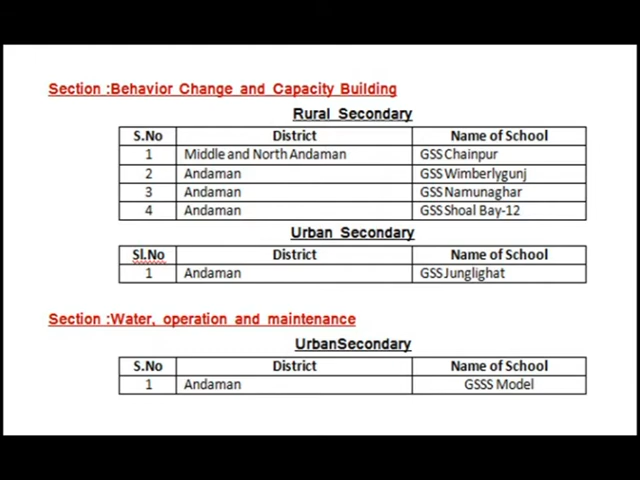 Section :Behavior Change and Capacity Building
Rural Secondary
S.No District Name of School
1 Middle and North Andaman GSS Chainpur
2 Andaman GSS Wimberlygunj
3 Andaman GSS Namunaghar
4 Andaman GSS Shoal Bay-12
Urban Secondary
Sl.No District Name of School
1 Andaman GSS Junglighat
Section :Water, operation and maintenance
UrbanSecondary
S.No District Name of School
1 Andaman GSSS Model